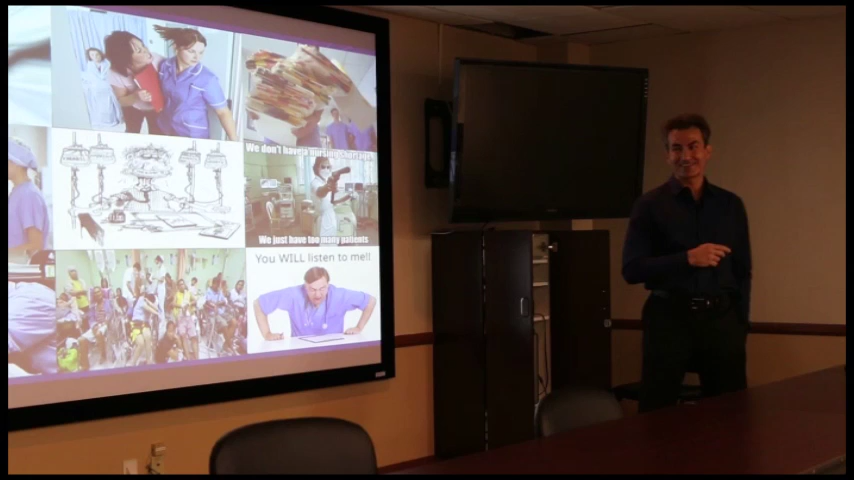 We don't have a nursing shortage,
We just have too many patients
You WILL listen to me!!